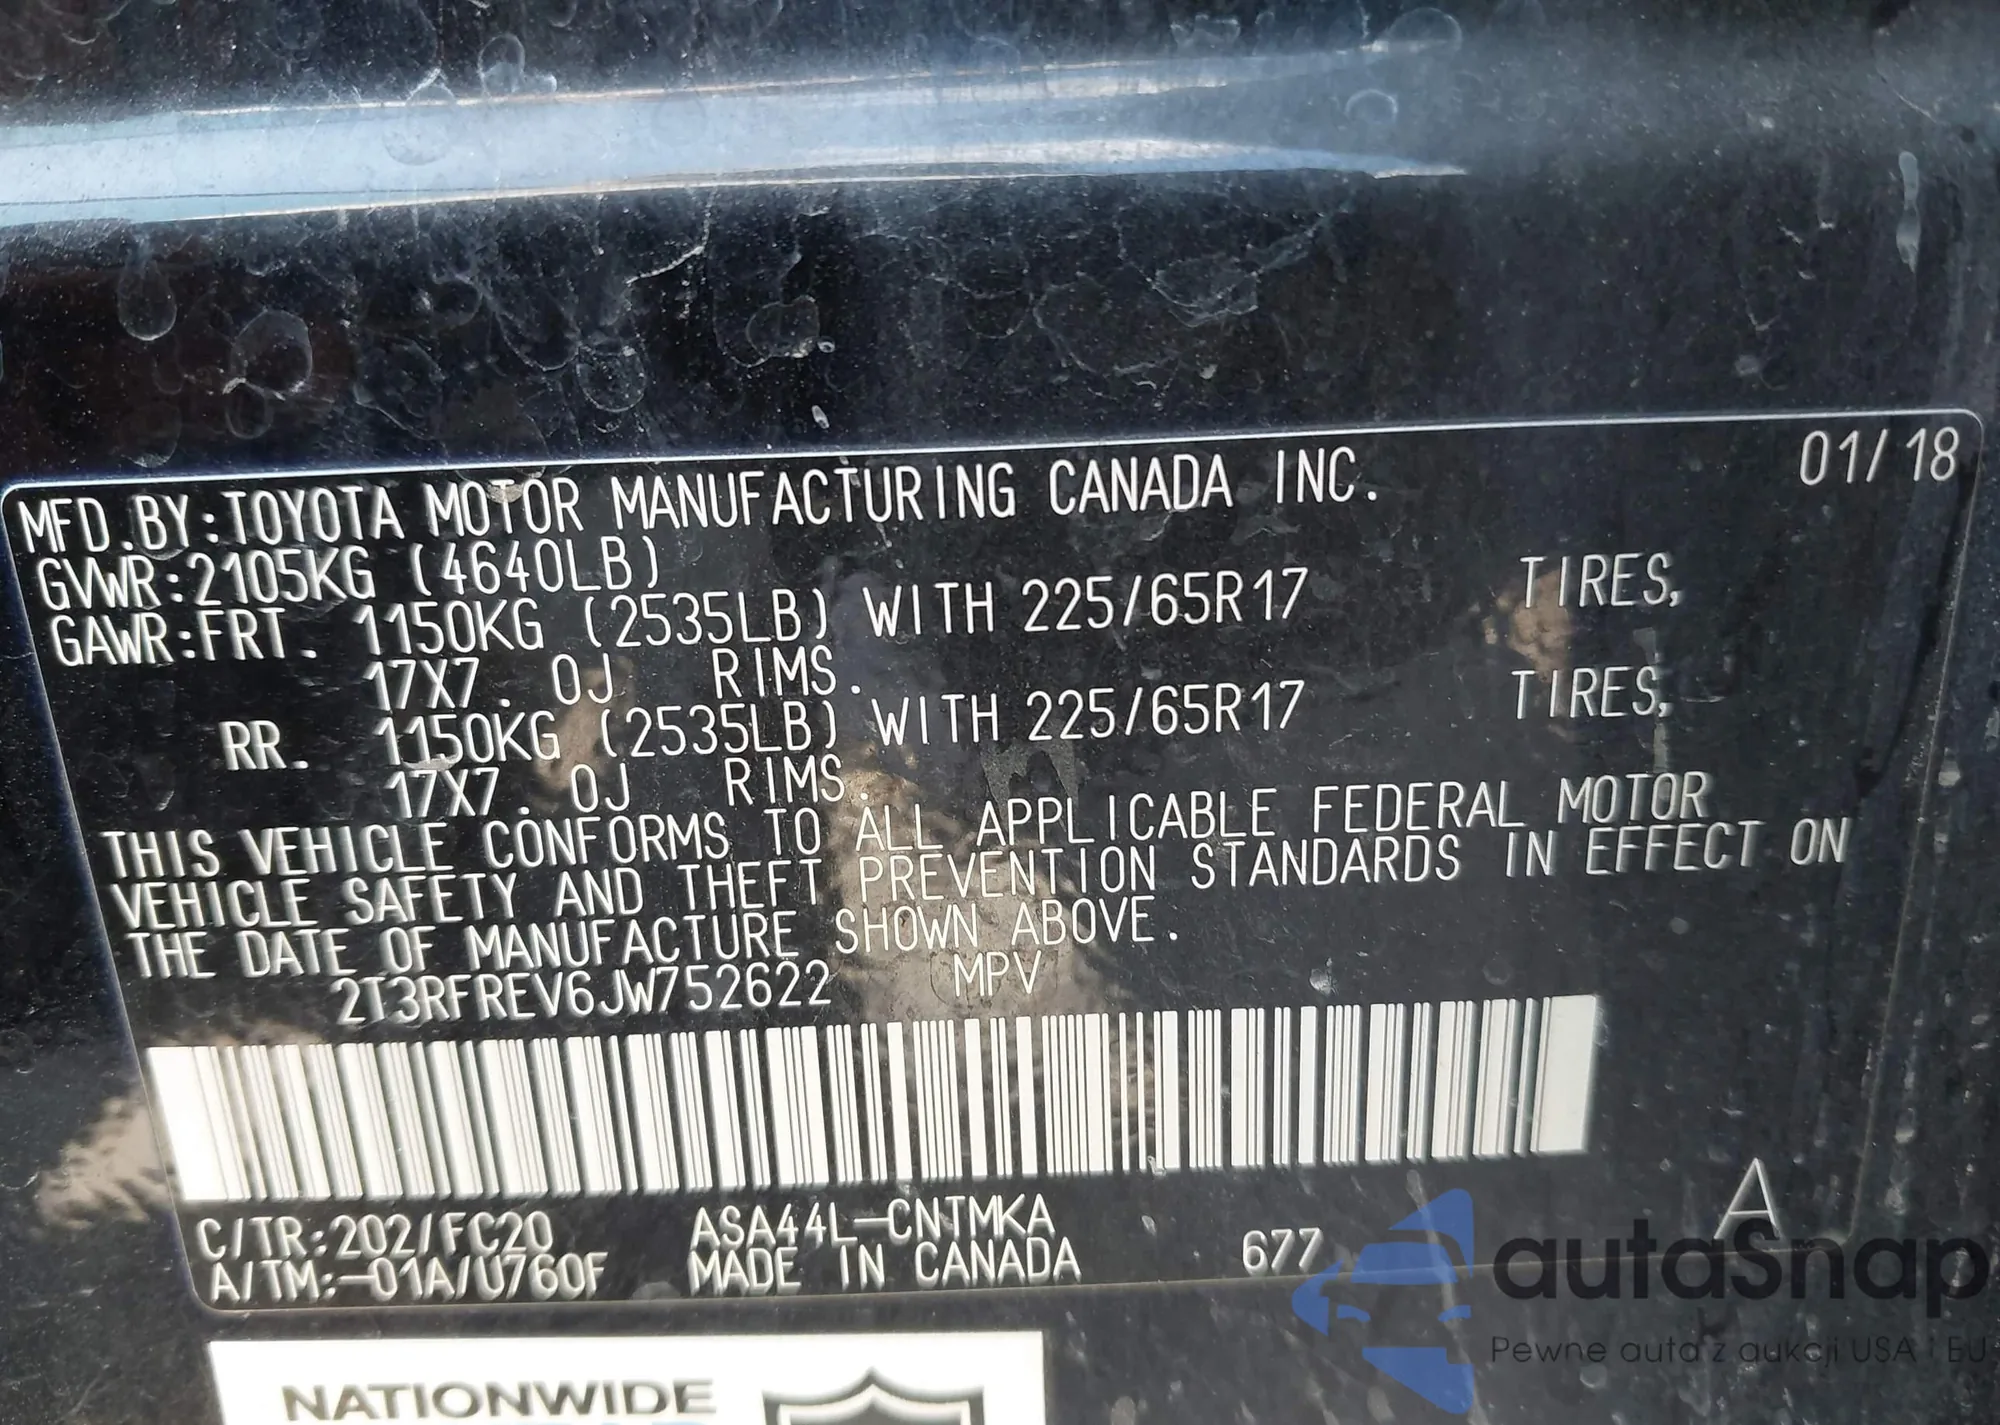 01/18
MFD.BY:TOYOTA MOTOR MANUFACTURING CANADA INC.
GVWR:2105KG (4640LB)
GAWR:FRT. 1150KG (2535LB) WITH 225/65R17 TIRES,
17X7.0J RIMS.
RR. 1150KG (2535LB) WITH 225/65R17 TIRES,
17X7.0J RIMS.
THIS VEHICLE CONFORMS TO ALL APPLICABLE FEDERAL MOTOR
VEHICLE SAFETY AND THEFT PREVENTION STANDARDS IN EFFECT ON
THE DATE OF MANUFACTURE SHOWN ABOVE.
2T3RFREV6JW752622 MPV
C/TR:202/FC20 ASA44L-CNTMKA A
A/TM:-01A/U760F MADE IN CANADA 677
autaSnap
Pewne auta z aukcji USA i EU
NATIONWIDE